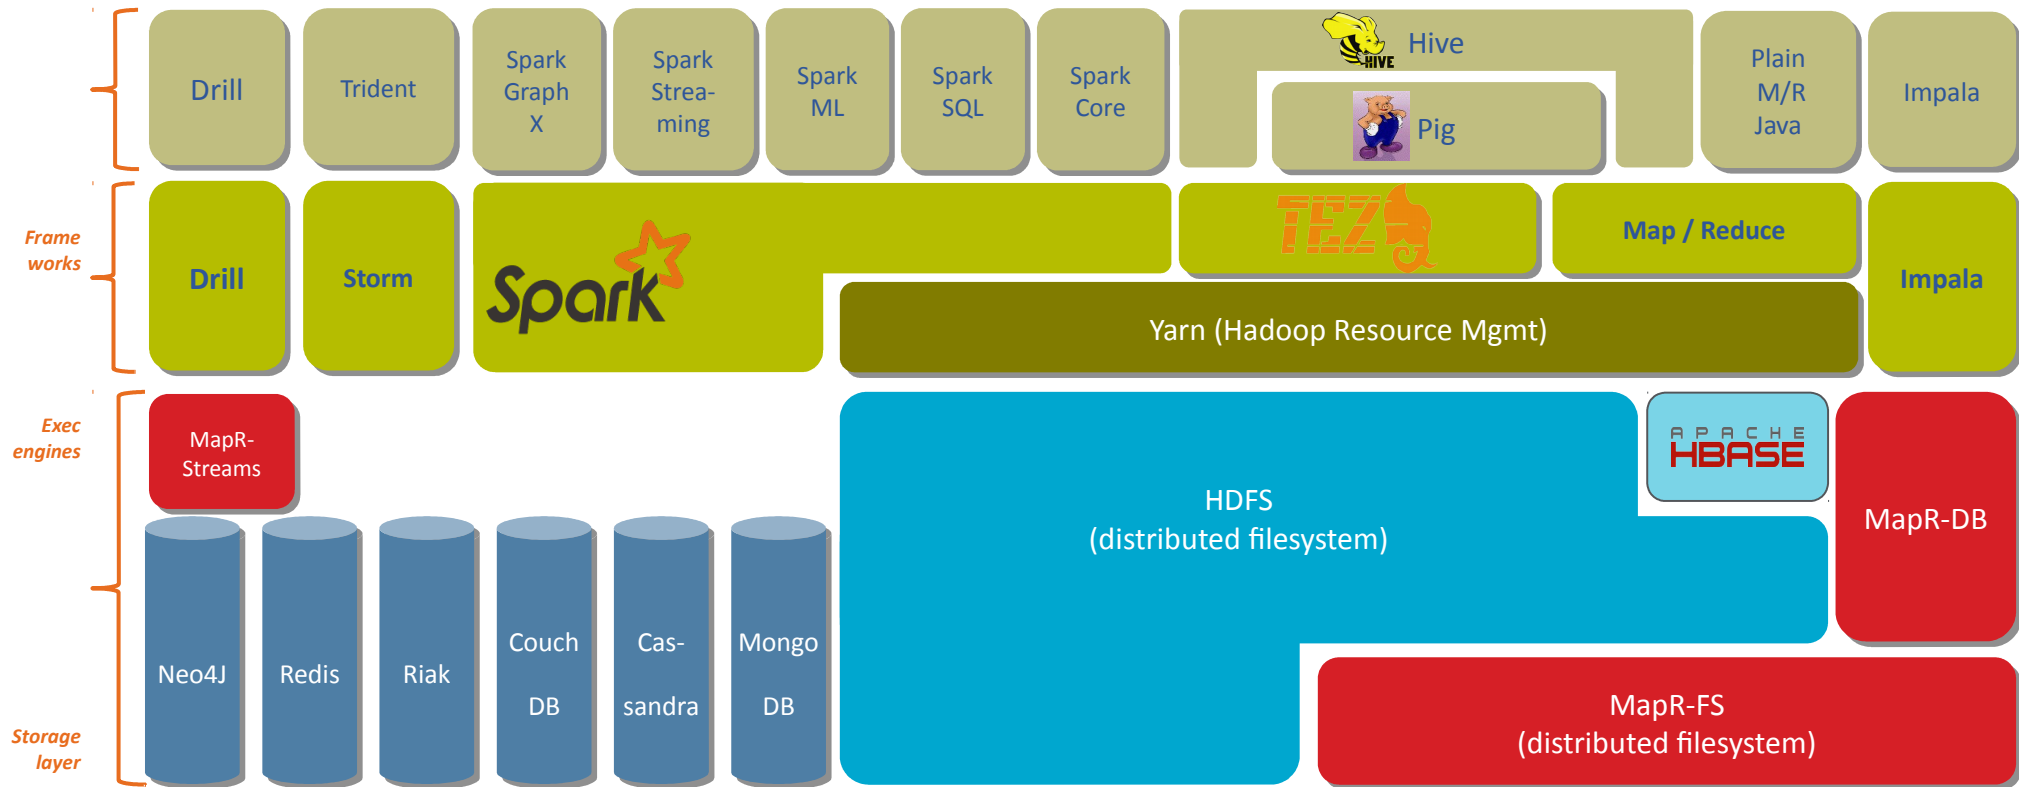 Drill
Trident
Spark
Graph
X
Spark
Strea-
ming
Spark
ML
Spark
SQL
Spark
Core
HIVE
Hive
Pig
Plain
M/R
Java
Impala
Frame
works
Drill
Storm
Spark
TEZ
Map / Reduce
Yarn (Hadoop Resource Mgmt)
Impala
Exec
engines
MapR-
Streams
HDFS
(distributed filesystem)
APACHE
HBASE
MapR-DB
Neo4J
Redis
Riak
Couch
DB
Cas-
sandra
Mongo
DB
MapR-FS
(distributed filesystem)
Storage
layer